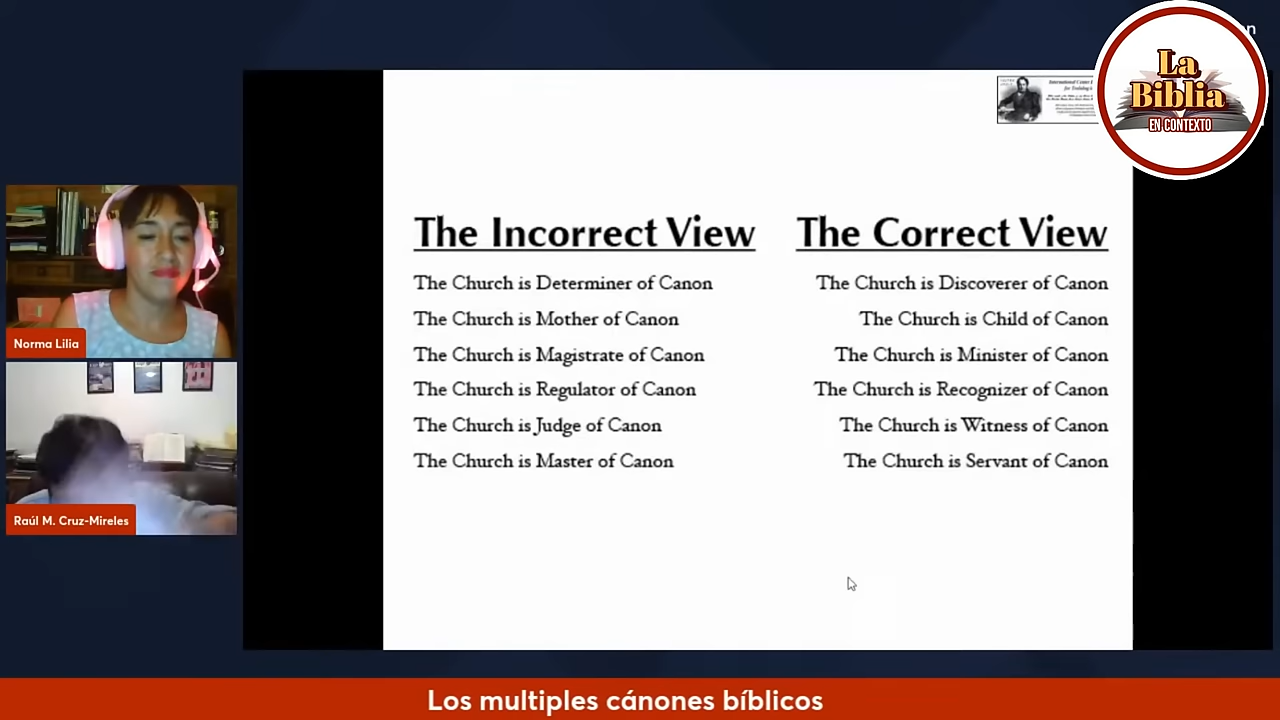 La
Biblia
EN CONTEXTO
The Incorrect View
The Church is Determiner of Canon
The Church is Mother of Canon
The Church is Magistrate of Canon
The Church is Regulator of Canon
The Church is Judge of Canon
The Church is Master of Canon
The Correct View
The Church is Discoverer of Canon
The Church is Child of Canon
The Church is Minister of Canon
The Church is Recognizer of Canon
The Church is Witness of Canon
The Church is Servant of Canon
Norma Lilia
Raúl M. Cruz-Mireles
Los multiples cánones bíblicos